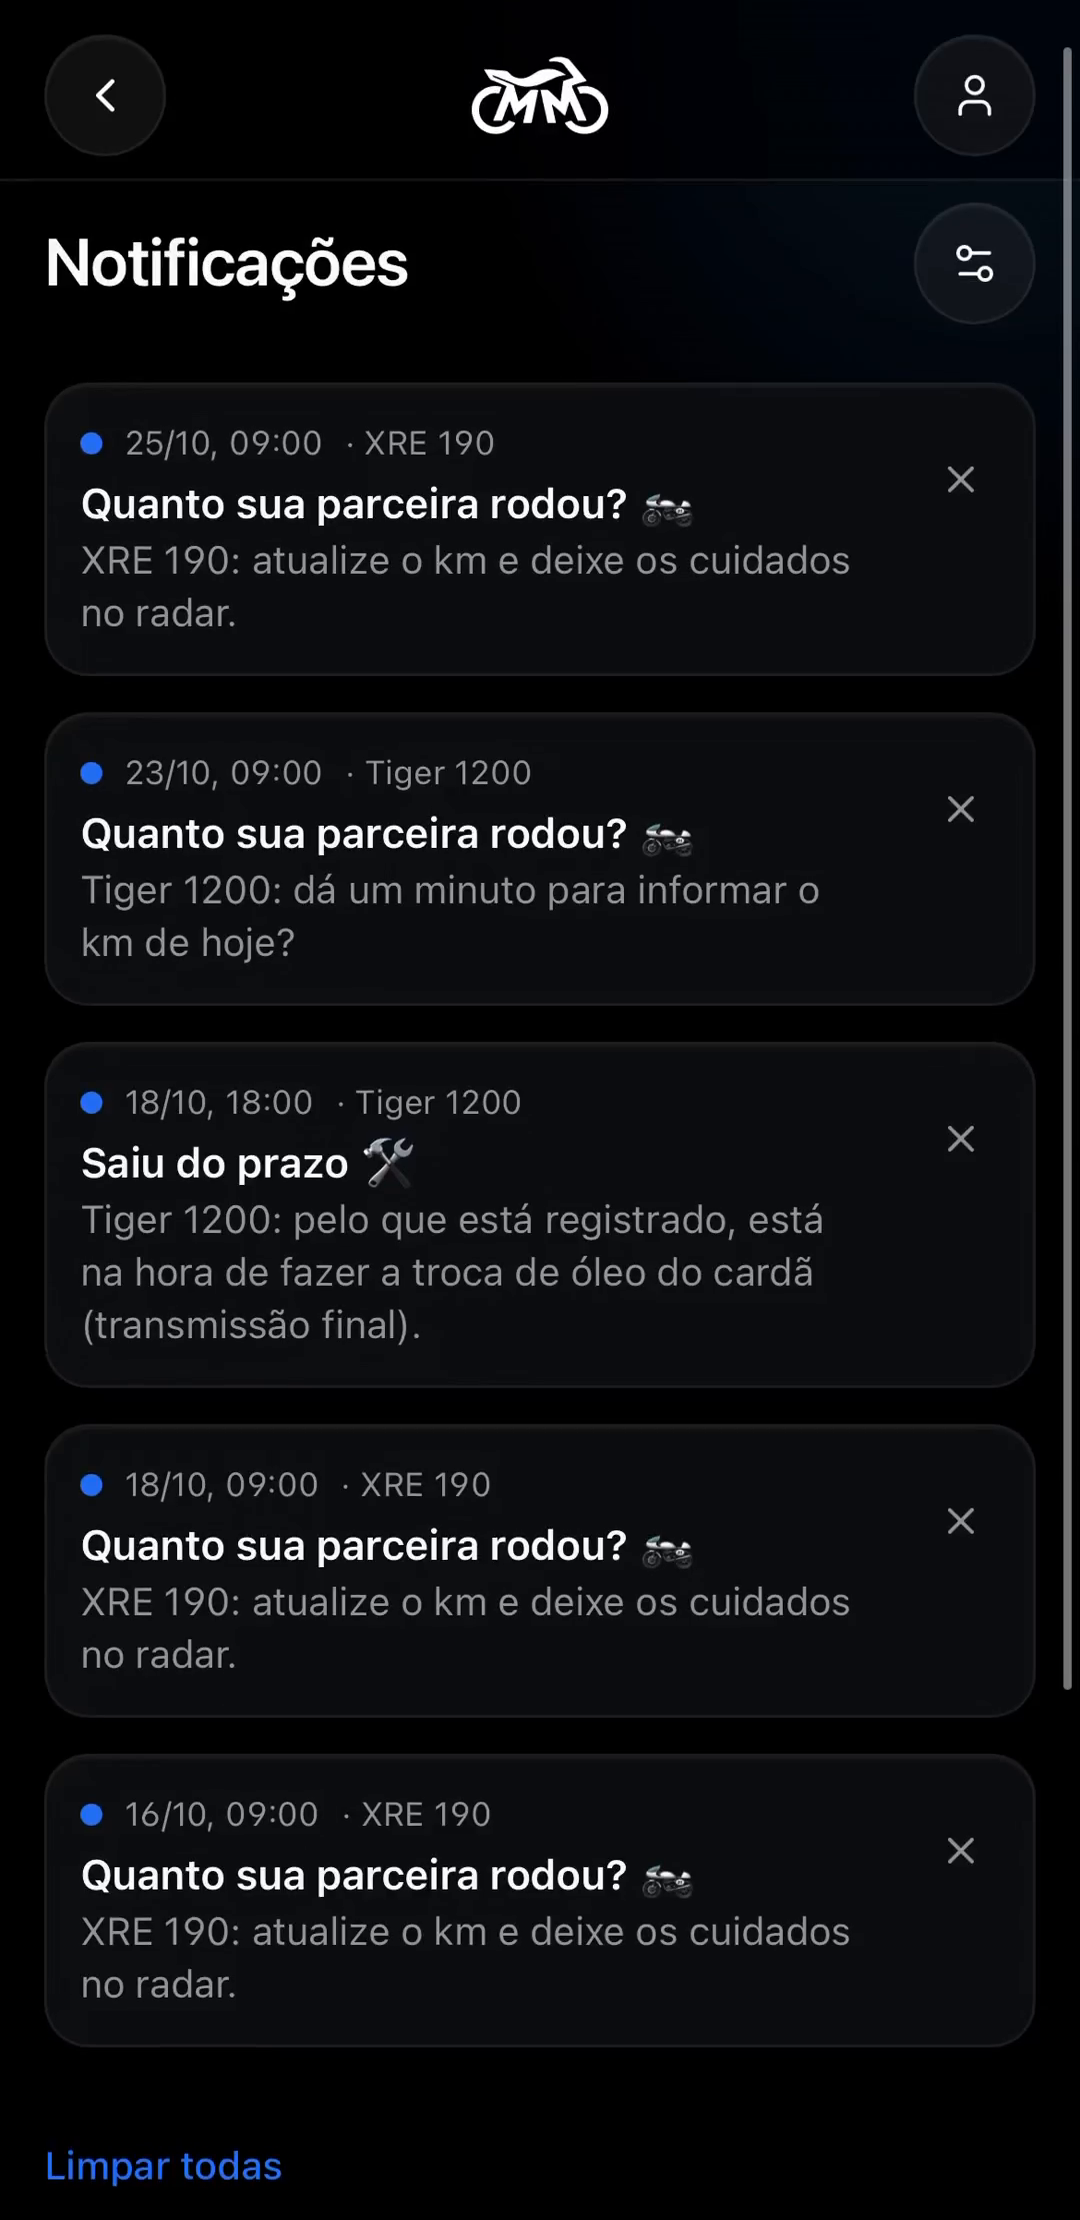 MM
Notificações
25/10, 09:00 · XRE 190
Quanto sua parceira rodou? 🏍️
XRE 190: atualize o km e deixe os cuidados
no radar.
23/10, 09:00 · Tiger 1200
Quanto sua parceira rodou? 🏍️
Tiger 1200: dá um minuto para informar o
km de hoje?
18/10, 18:00 · Tiger 1200
Saiu do prazo 🛠️
Tiger 1200: pelo que está registrado, está
na hora de fazer a troca de óleo do cardã
(transmissão final).
18/10, 09:00 · XRE 190
Quanto sua parceira rodou? 🏍️
XRE 190: atualize o km e deixe os cuidados
no radar.
16/10, 09:00 · XRE 190
Quanto sua parceira rodou? 🏍️
XRE 190: atualize o km e deixe os cuidados
no radar.
Limpar todas